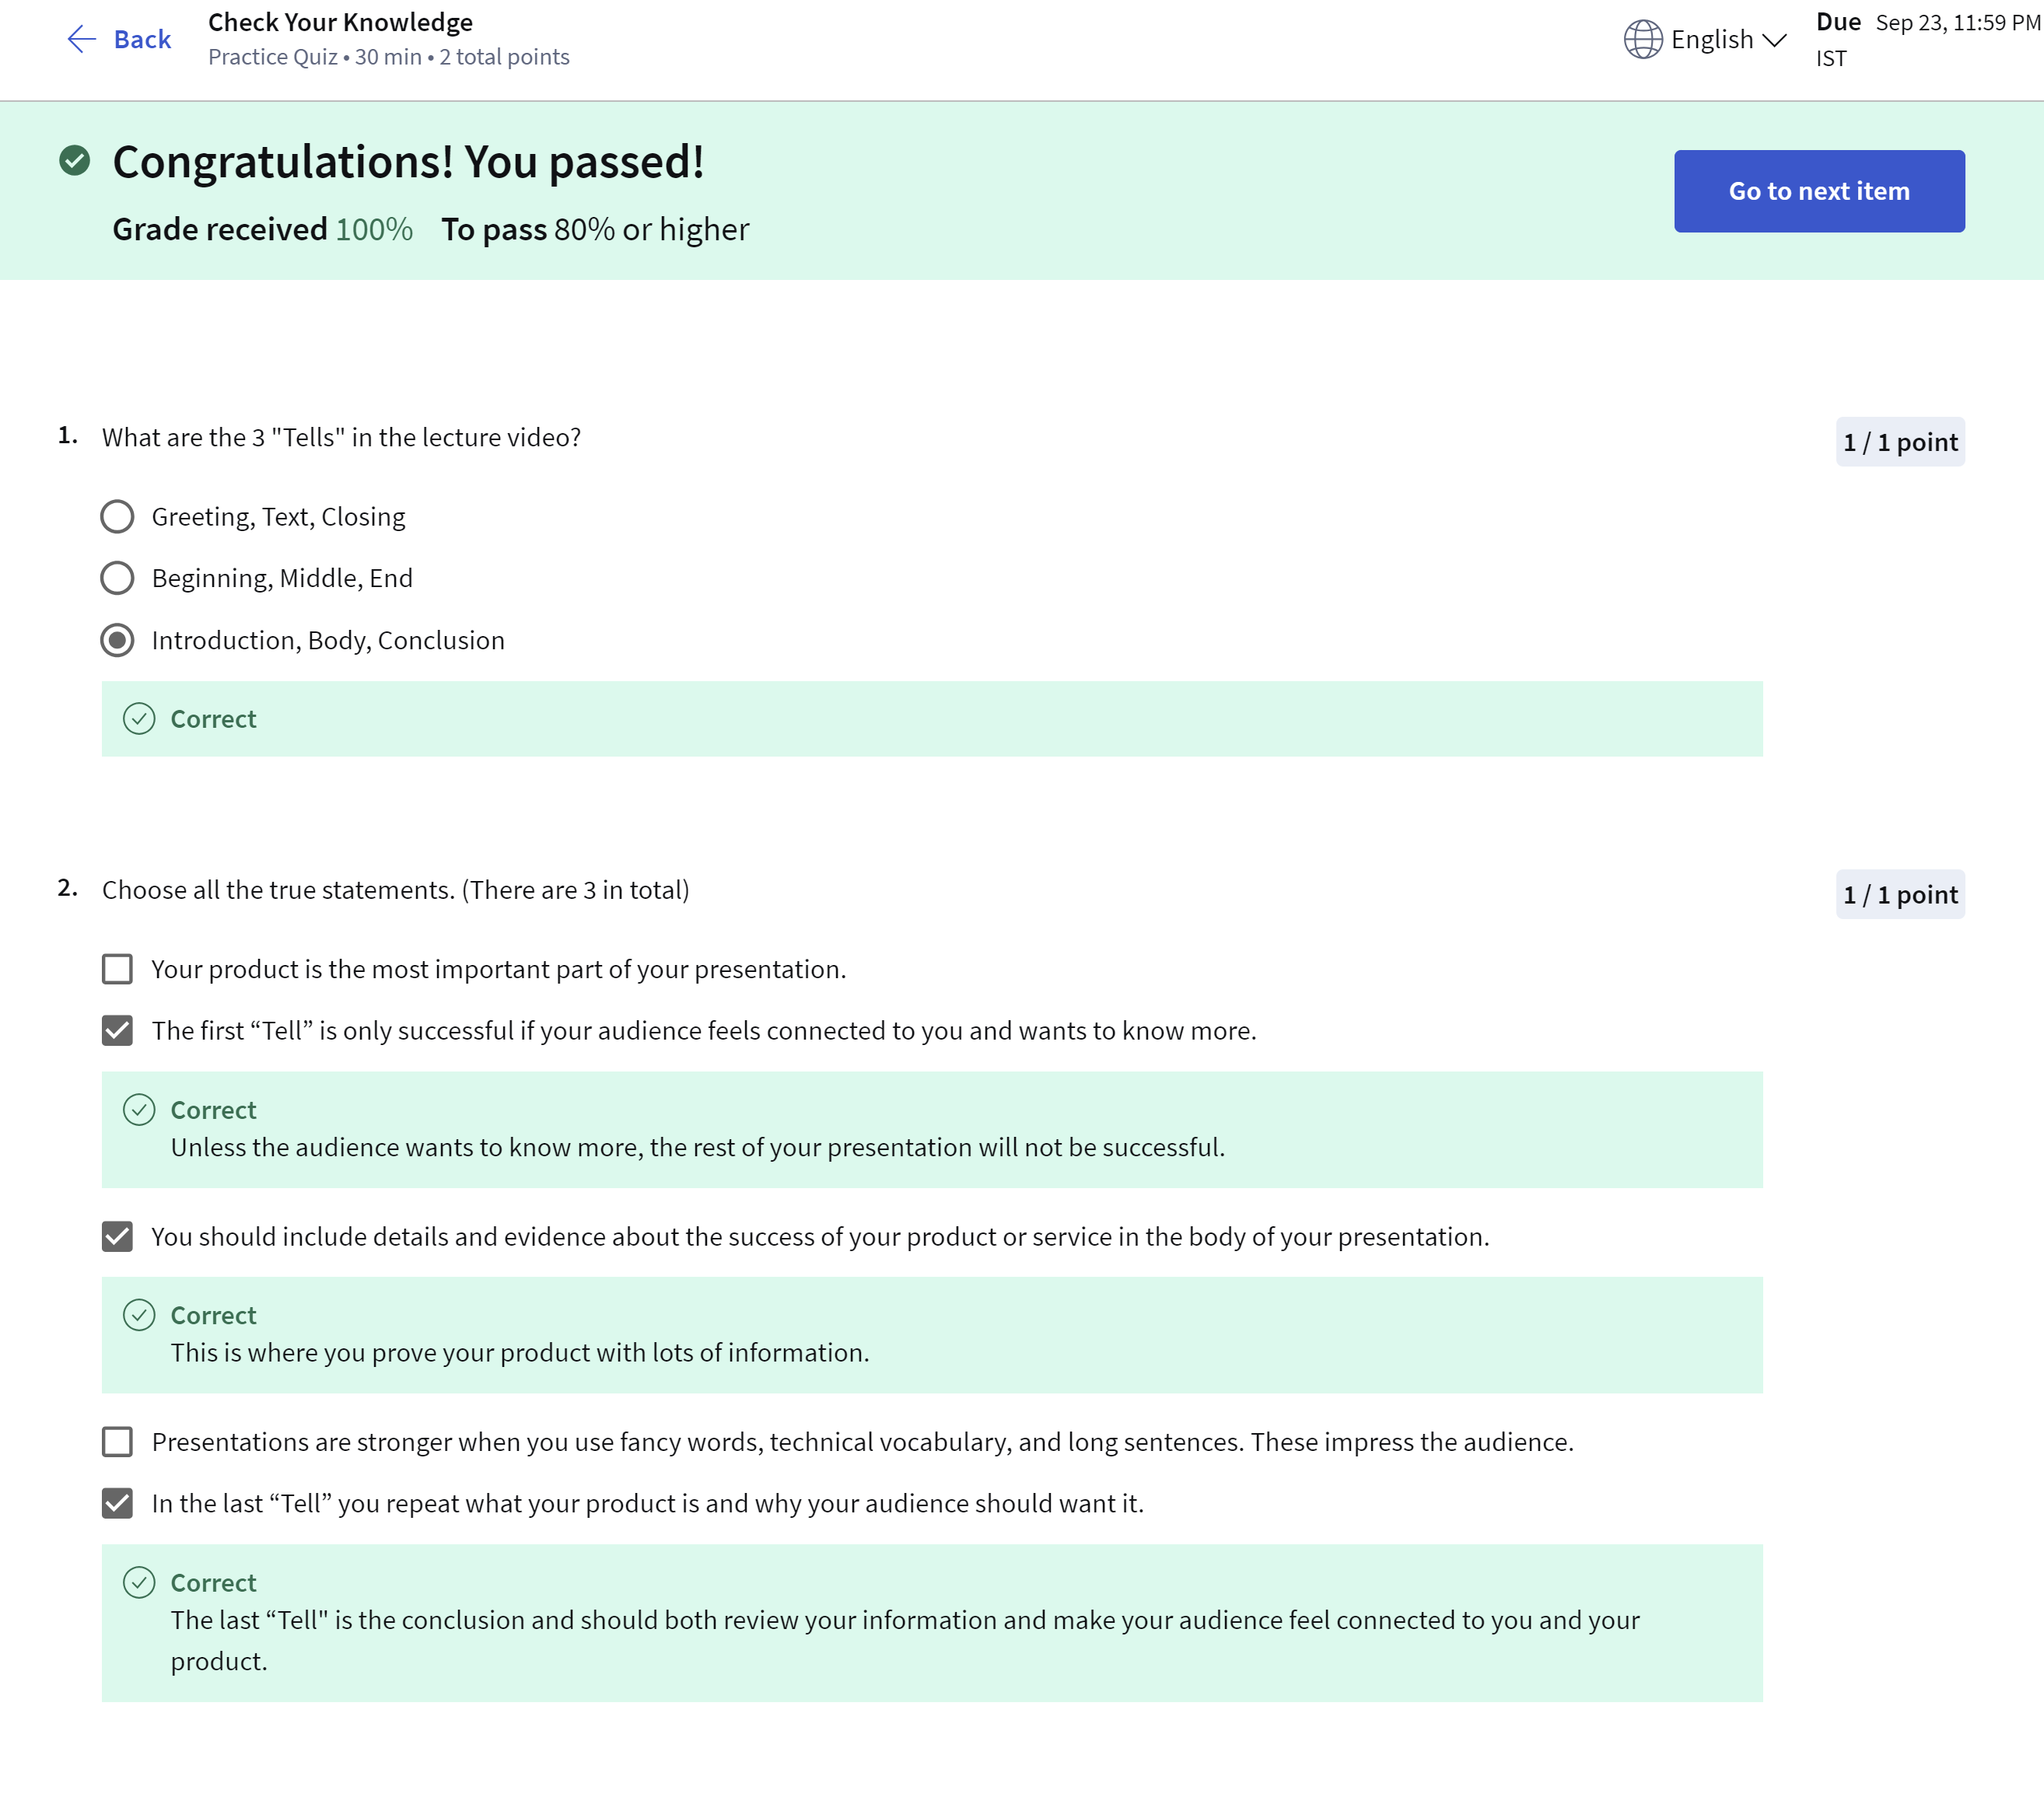 Back
Check Your Knowledge
Practice Quiz • 30 min • 2 total points
English
Due Sep 23, 11:59 PM
IST
Congratulations! You passed!
Grade received 100% To pass 80% or higher
Go to next item
1. What are the 3 "Tells" in the lecture video?
1 / 1 point
Greeting, Text, Closing
Beginning, Middle, End
Introduction, Body, Conclusion
Correct
2. Choose all the true statements. (There are 3 in total)
1 / 1 point
Your product is the most important part of your presentation.
The first “Tell” is only successful if your audience feels connected to you and wants to know more.
Correct
Unless the audience wants to know more, the rest of your presentation will not be successful.
You should include details and evidence about the success of your product or service in the body of your presentation.
Correct
This is where you prove your product with lots of information.
Presentations are stronger when you use fancy words, technical vocabulary, and long sentences. These impress the audience.
In the last “Tell” you repeat what your product is and why your audience should want it.
Correct
The last “Tell" is the conclusion and should both review your information and make your audience feel connected to you and your
product.